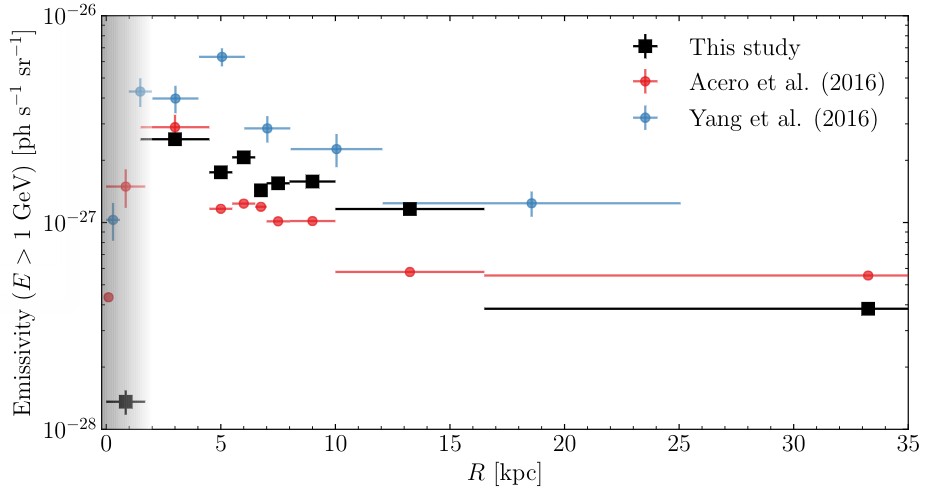 10⁻²⁶
This study
Acero et al. (2016)
Yang et al. (2016)
Emissivity (E > 1 GeV) [ph s⁻¹ sr⁻¹]
10⁻²⁷
10⁻²⁸
0 5 10 15 20 25 30 35
R [kpc]